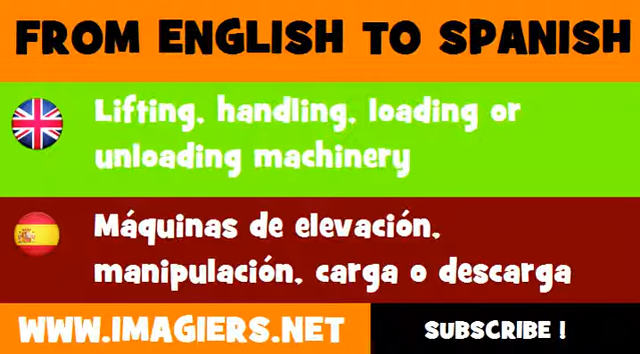 FROM ENGLISH TO SPANISH
Lifting, handling, loading or
unloading machinery
Máquinas de elevación,
manipulación, carga o descarga
WWW.IMAGIERS.NET
SUBSCRIBE !